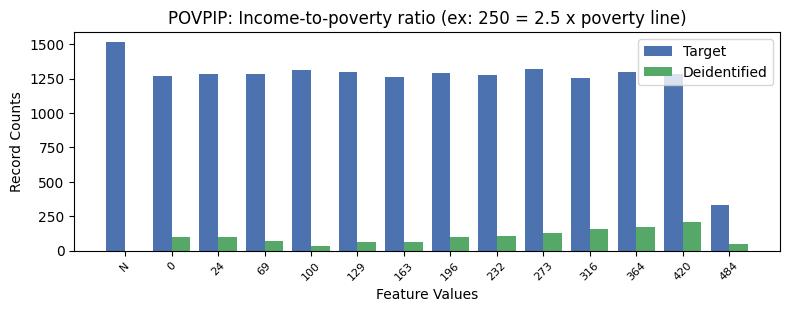 POVPIP: Income-to-poverty ratio (ex: 250 = 2.5 x poverty line)
1500
1250
1000
750
500
250
0
Record Counts
Target
Deidentified
N 0 24 69 100 129 163 196 232 273 316 364 420 484
Feature Values